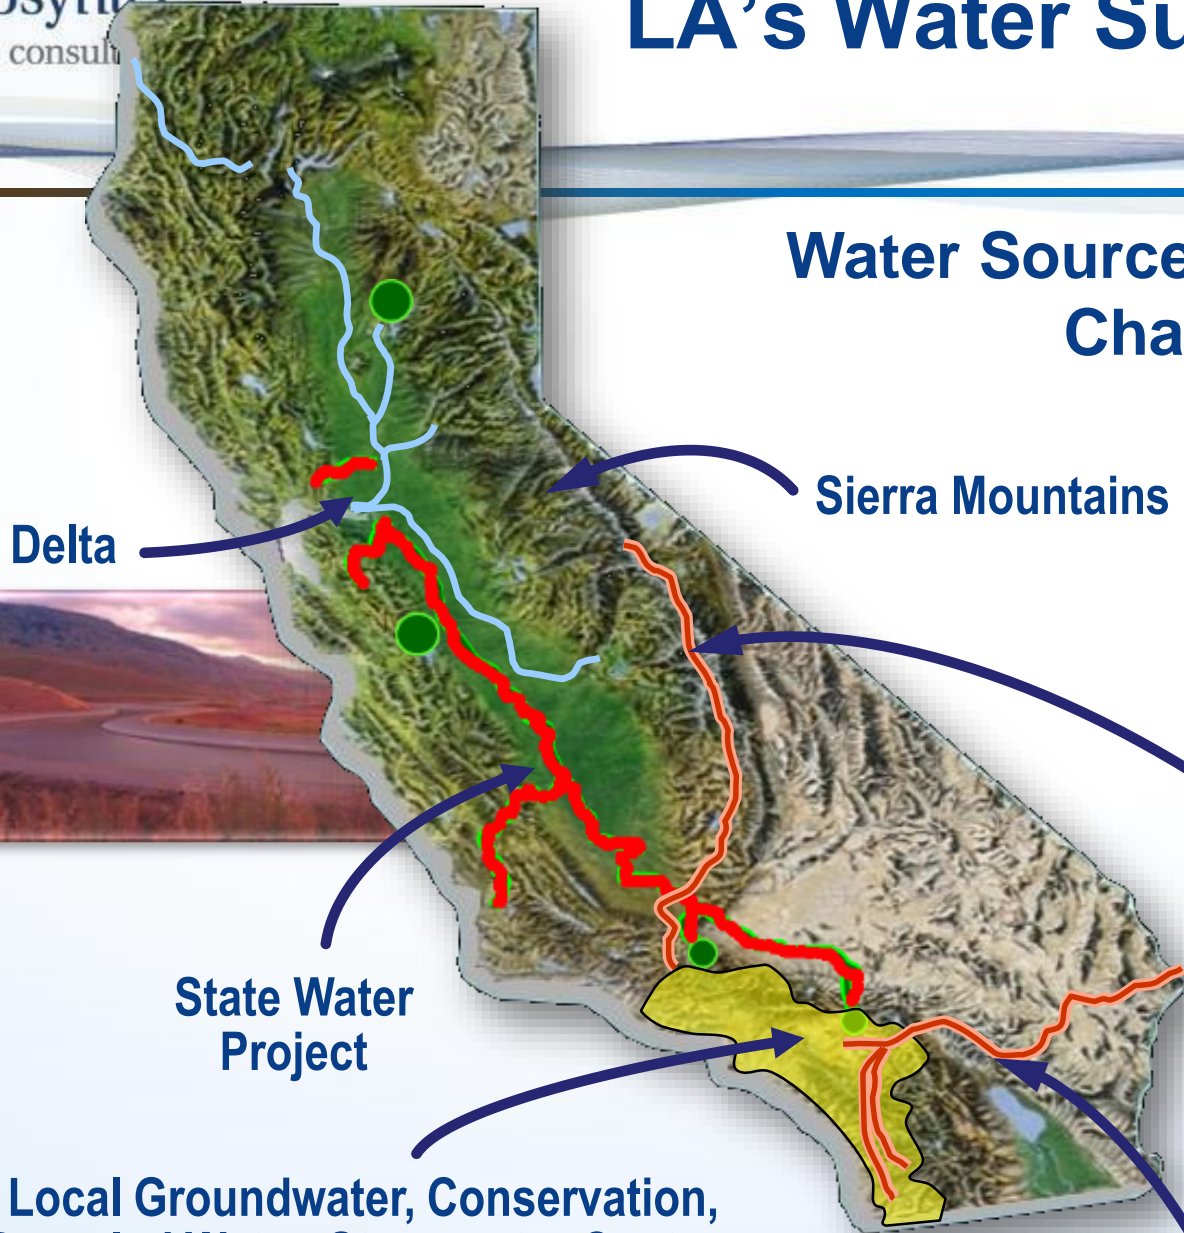 consul
LA's Water Su
Water Source
Cha
Sierra Mountains
Delta
State Water
Project
Local Groundwater, Conservation,